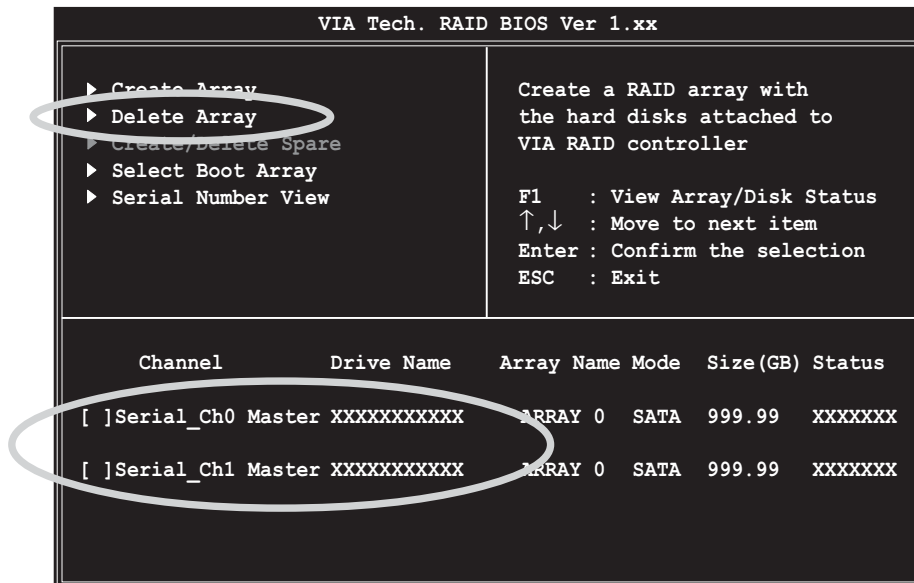 VIA Tech. RAID BIOS Ver 1.xx
Create Array
Delete Array
Create/Delete Spare
Select Boot Array
Serial Number View
Create a RAID array with
the hard disks attached to
VIA RAID controller
F1 : View Array/Disk Status
↑,↓ : Move to next item
Enter : Confirm the selection
ESC : Exit
Channel Drive Name Array Name Mode Size(GB) Status
[ ]Serial_Ch0 Master XXXXXXXXXXX ARRAY 0 SATA 999.99 XXXXXXX
[ ]Serial_Ch1 Master XXXXXXXXXXX ARRAY 0 SATA 999.99 XXXXXXX